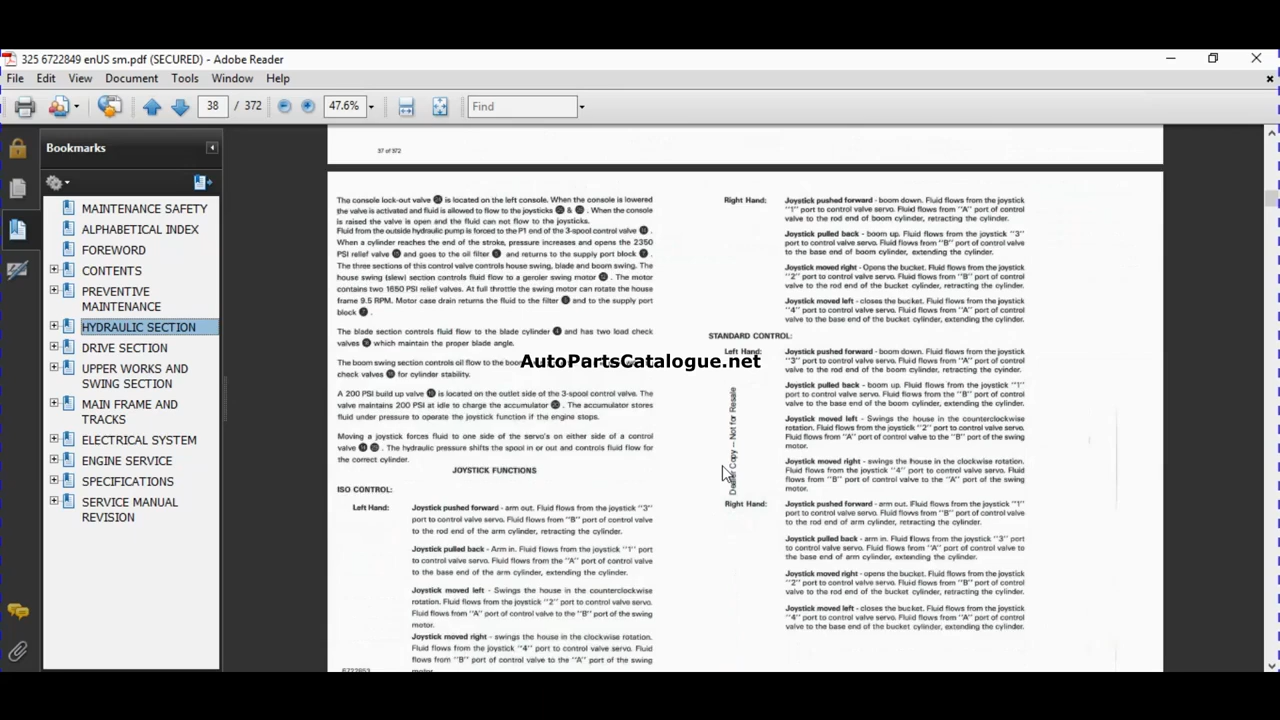 325 6722849 enUS sm.pdf (SECURED) - Adobe Reader
File Edit View Document Tools Window Help
38 / 372 47.6% Find
Bookmarks
MAINTENANCE SAFETY
ALPHABETICAL INDEX
FOREWORD
CONTENTS
PREVENTIVE
MAINTENANCE
HYDRAULIC SECTION
DRIVE SECTION
UPPER WORKS AND
SWING SECTION
MAIN FRAME AND
TRACKS
ELECTRICAL SYSTEM
ENGINE SERVICE
SPECIFICATIONS
SERVICE MANUAL
REVISION
37 of 372
The console lock-out valve is located on the left console. When the console is lowered
the valve is activated and fluid is allowed to flow to the joysticks & . When the console
is raised the valve is open and the fluid can not flow to the joysticks.
Fluid from the outside hydraulic pump is forced to the P1 end of the 3-spool control valve .
When a cylinder reaches the end of the stroke, pressure increases and opens the 2350
PSI relief valve and goes to the oil filter and returns to the support port block .
The three sections of this control valve controls house swing, blade and boom swing. The
house swing (slew) section controls fluid flow to a geroler swing motor . The motor
contains two 1650 PSI relief valves. At full throttle the swing motor can rotate the house
frame 9.5 RPM. Motor case drain returns the fluid to the filter and to the supply port
block .
The blade section controls fluid flow to the blade cylinder and has two load check
valves which maintain the proper blade angle.
The boom swing section controls oil flow to the boom
check valves for cylinder stability.
A 200 PSI build up valve is located on the outlet side of the 3-spool control valve. The
valve maintains 200 PSI at idle to charge the accumulator . The accumulator stores
fluid under pressure to operate the joystick function if the engine stops.
Moving a joystick forces fluid to one side of the servo's on either side of a control
valve . The hydraulic pressure shifts the spool in or out and controls fluid flow for
the correct cylinder.
JOYSTICK FUNCTIONS
ISO CONTROL:
Left Hand: Joystick pushed forward - arm out. Fluid flows from the joystick "3"
port to control valve servo. Fluid flows from "B" port of control valve
to the rod end of the arm cylinder, retracting the cylinder.
Joystick pulled back - Arm in. Fluid flows from the joystick "1" port
to control valve servo. Fluid flows from the "A" port of control valve
to the base end of the arm cylinder, extending the cylinder.
Joystick moved left - Swings the house in the counterclockwise
rotation. Fluid flows from the joystick "2" port to control valve servo.
Fluid flows from "A" port of control valve to the "B" port of the swing
motor.
Joystick moved right - swings the house in the clockwise rotation.
Fluid flows from the joystick "4" port to control valve servo. Fluid
flows from "B" port of control valve to the "A" port of the swing
motor.
6722853
Right Hand: Joystick pushed forward - boom down. Fluid flows from the joystick
"1" port to control valve servo. Fluid flows from "A" port of control
valve to the rod end of boom cylinder, retracting the cylinder.
Joystick pulled back - boom up. Fluid flows from the joystick "3"
port to control valve servo. Fluid flows from "B" port of control valve
to the base end of the boom cylinder, extending the cylinder.
Joystick moved right - Opens the bucket. Fluid flows from the joystick
"2" port to control valve servo. Fluid flows from "B" port of control
valve to the rod end of the bucket cylinder, retracting the cylinder.
Joystick moved left - closes the bucket. Fluid flows from the joystick
"4" port to control valve servo. Fluid flows from "A" port of control
valve to the base end of the bucket cylinder, extending the cylinder.
STANDARD CONTROL:
Left Hand: Joystick pushed forward - boom down. Fluid flows from the joystick
"3" port to control valve servo. Fluid flows from "A" port of control
valve to the rod end of the boom cylinder, retracting the cylinder.
Joystick pulled back - boom up. Fluid flows from the joystick "1"
port to control valve servo. Fluid flows from "B" port of control
valve to the base end of the boom cylinder, extending the cylinder.
Joystick moved left - Swings the house in the counterclockwise
rotation. Fluid flows from the joystick "2" port to control valve servo.
Fluid flows from "A" port of control valve to the "B" port of the swing
motor.
Joystick moved right - swings the house in the clockwise rotation.
Fluid flows from the joystick "4" port to control valve servo. Fluid
flows from "B" port of control valve to the "A" port of the swing
motor.
Right Hand: Joystick pushed forward - arm out. Fluid flows from the joystick "1"
port to control valve servo. Fluid flows from "B" port of control valve
to the rod end of arm cylinder, retracting the cylinder.
Joystick pulled back - arm in. Fluid flows from the joystick "3" port
to control valve servo. Fluid flows from "A" port of control valve to
the base end of the arm cylinder, extending the cylinder.
Joystick moved right - opens the bucket. Fluid flows from the joystick
"2" port to control valve servo. Fluid flows from "B" port of control
valve to the rod end of the bucket cylinder, retracting the cylinder.
Joystick moved left - closes the bucket. Fluid flows from the joystick
"4" port to control valve servo. Fluid flows from "A" port of control
valve to the base end of the bucket cylinder, extending the cylinder.
Dealer Copy -- Not for Resale
AutoPartsCatalogue.net